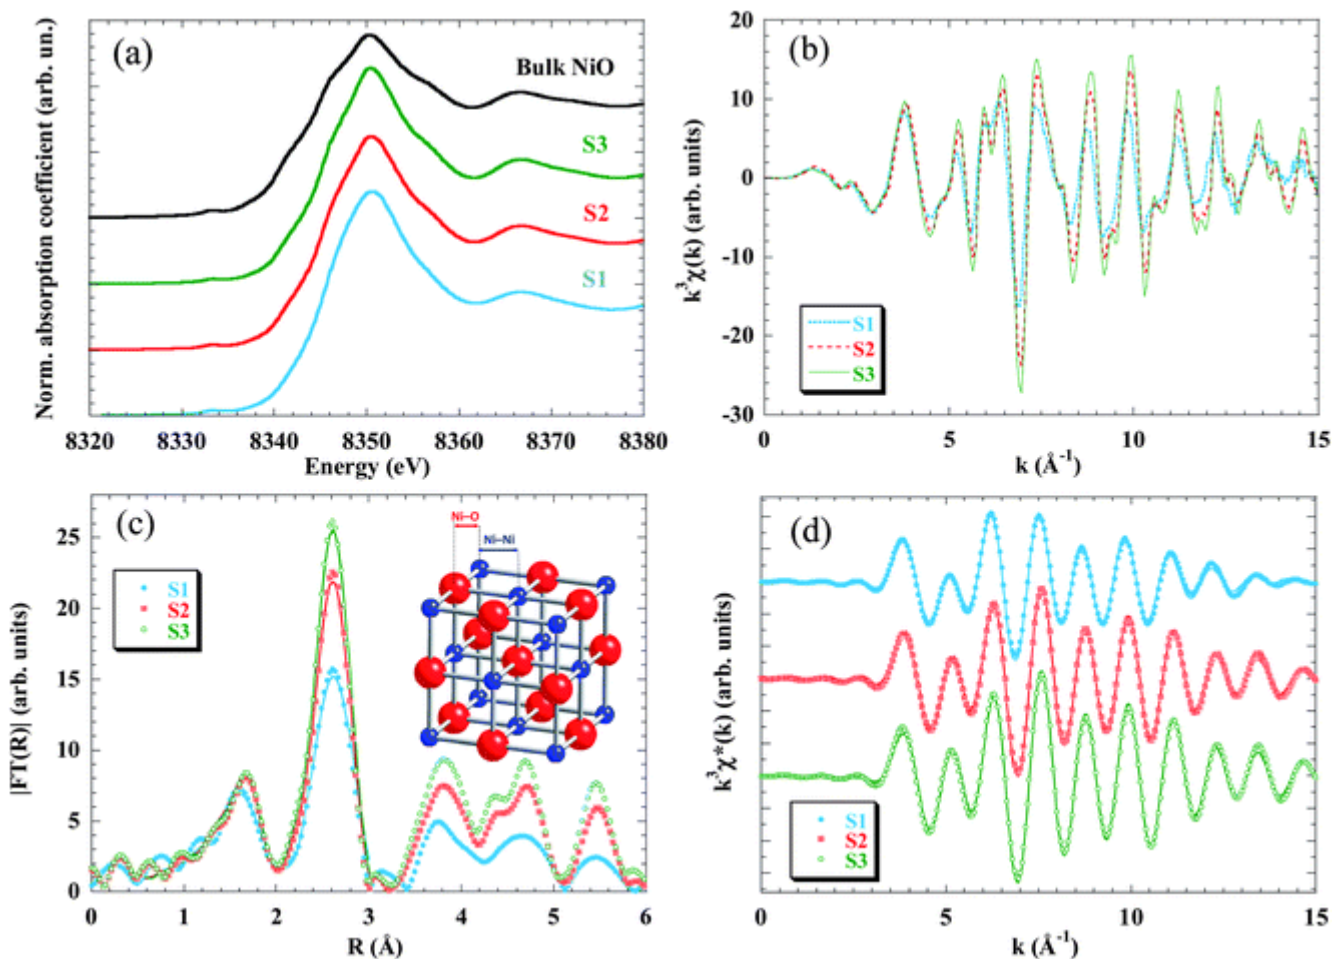 (a)
Norm. absorption coefficient (arb. un.)
Bulk NiO
S3
S2
S1
8320 8330 8340 8350 8360 8370 8380
Energy (eV)
(b)
k³χ(k) (arb. units)
20
10
0
-10
-20
-30
S1
S2
S3
0 5 10 15
k (Å⁻¹)
(c)
|FT(R)| (arb. units)
25
20
15
10
5
0
S1
S2
S3
Ni–O
Ni–Ni
0 1 2 3 4 5 6
R (Å)
(d)
k³χ*(k) (arb. units)
S1
S2
S3
0 5 10 15
k (Å⁻¹)